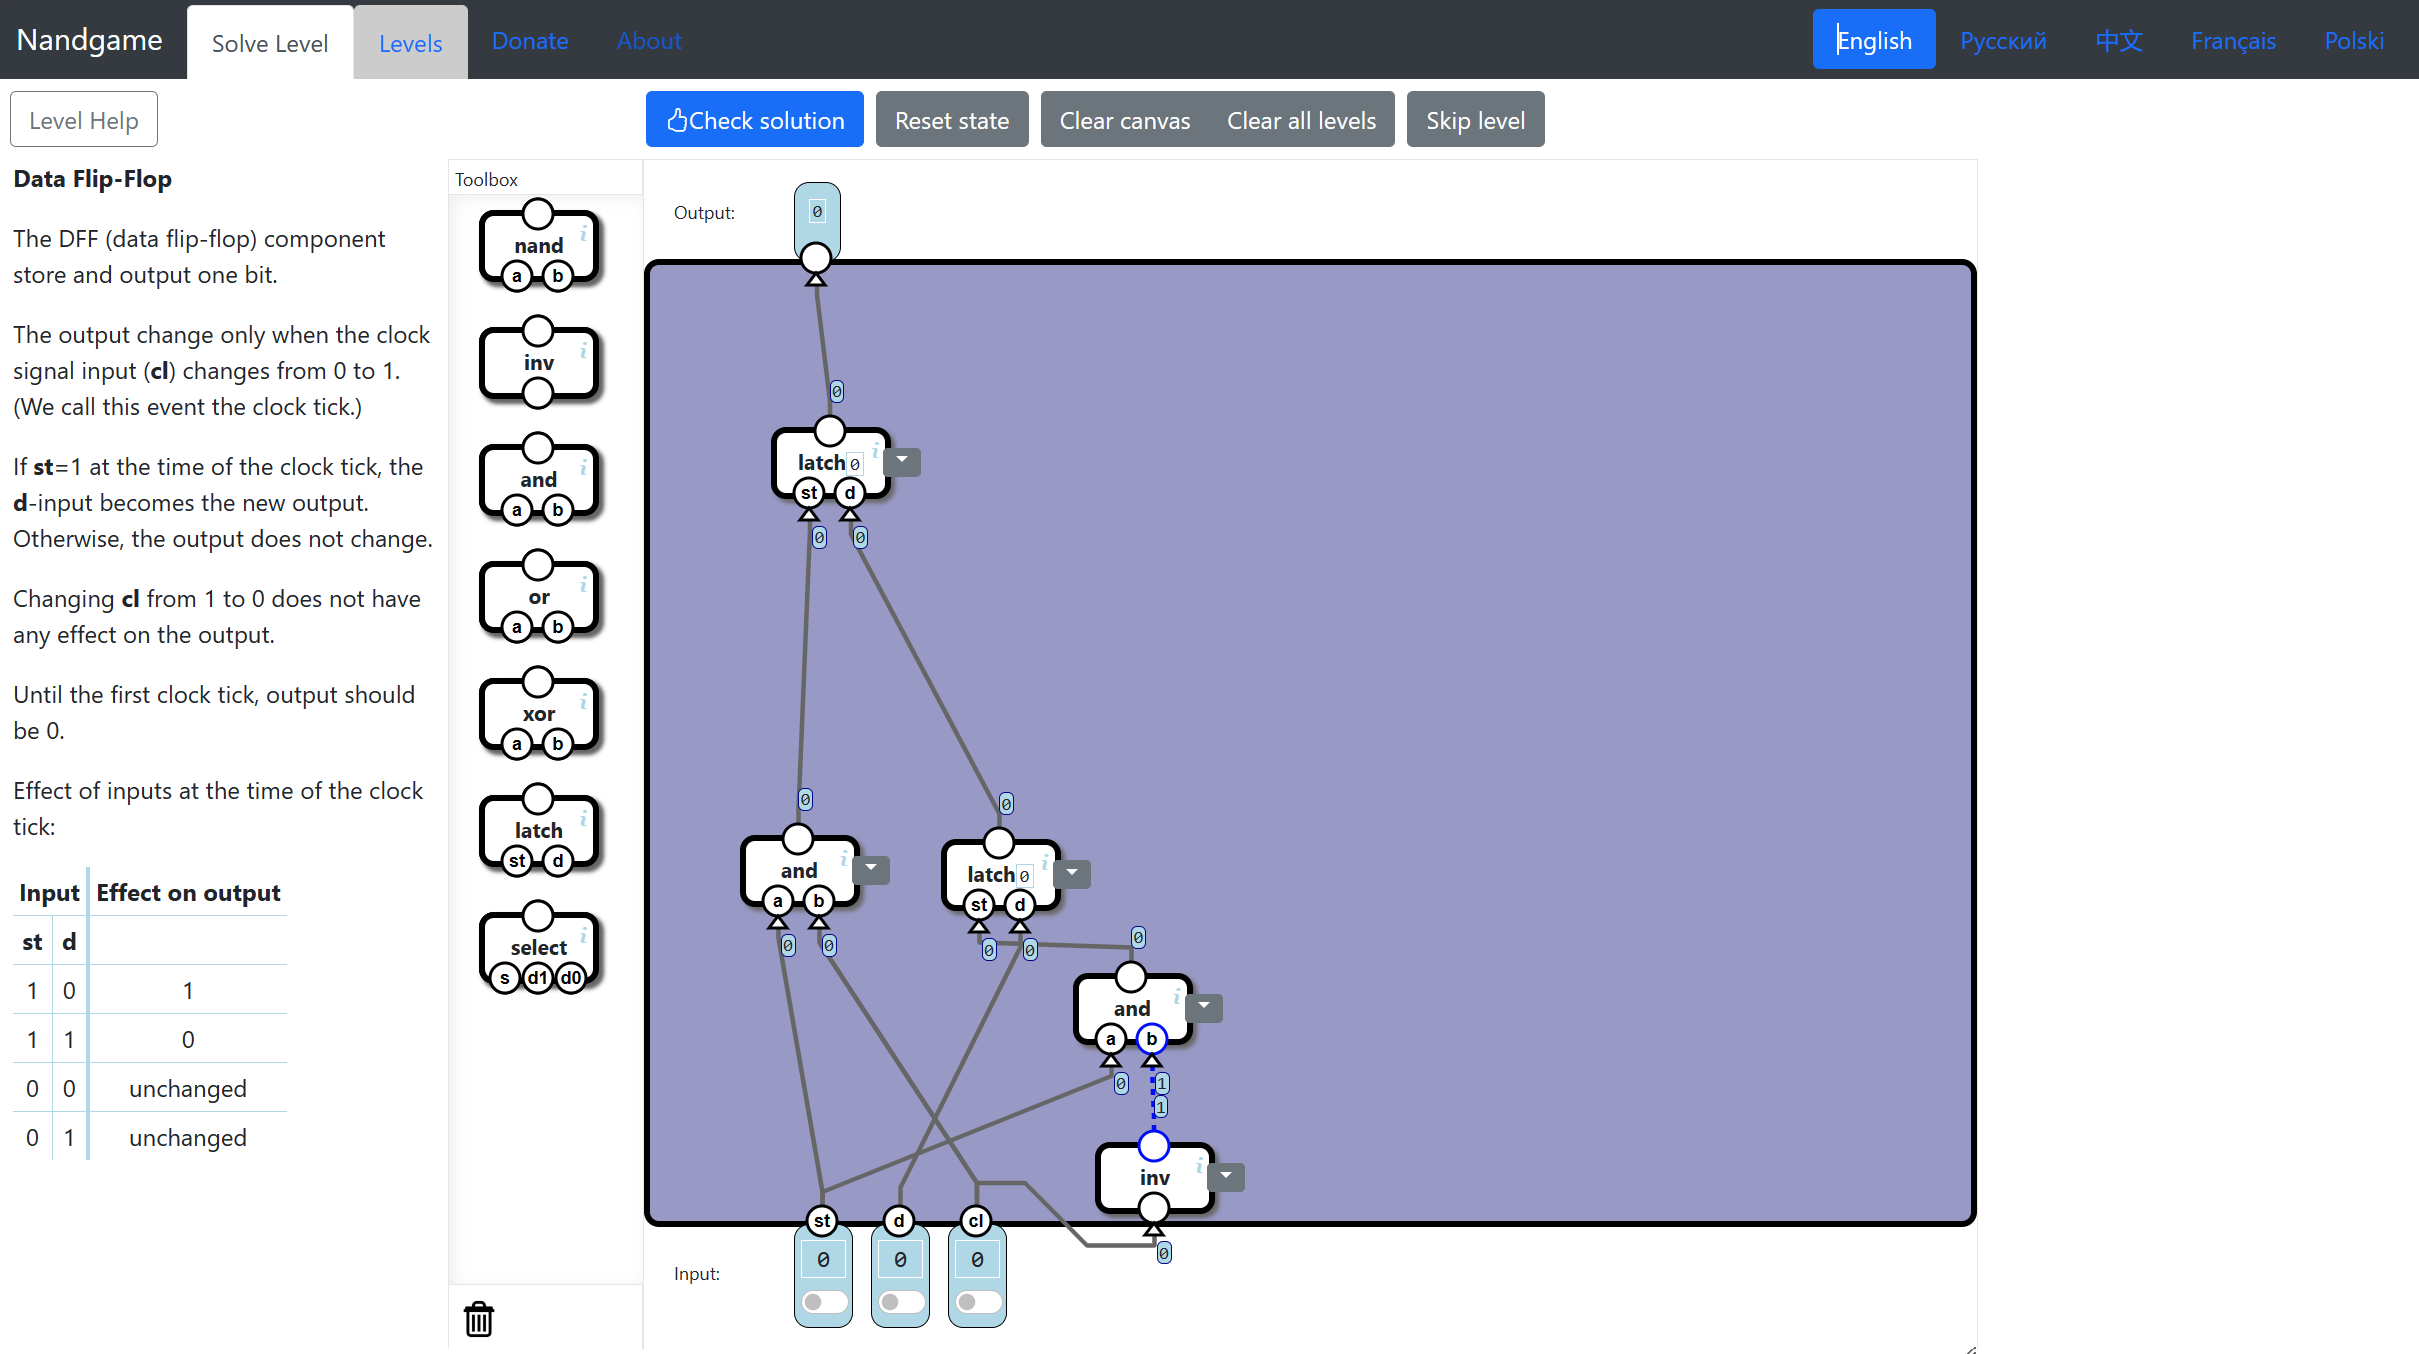 Nandgame
Solve Level
Levels
Donate
About
English
Русский
中文
Français
Polski
Level Help
Check solution
Reset state
Clear canvas
Clear all levels
Skip level
Data Flip-Flop
The DFF (data flip-flop) component
store and output one bit.
The output change only when the clock
signal input (cl) changes from 0 to 1.
(We call this event the clock tick.)
If st=1 at the time of the clock tick, the
d-input becomes the new output.
Otherwise, the output does not change.
Changing cl from 1 to 0 does not have
any effect on the output.
Until the first clock tick, output should
be 0.
Effect of inputs at the time of the clock
tick:
Input Effect on output
st d
1 0 1
1 1 0
0 0 unchanged
0 1 unchanged
Toolbox
nand i
a b
inv i
and i
a b
or i
a b
xor i
a b
latch i
st d
select i
s d1 d0
Output:
0
0
latch 0 i
st d
0 0
0 0
and i
a b
latch 0 i
st d
0 0 0 0 0
and i
a b
0 1
1
inv i
st d cl
0
Input:
0 0 0